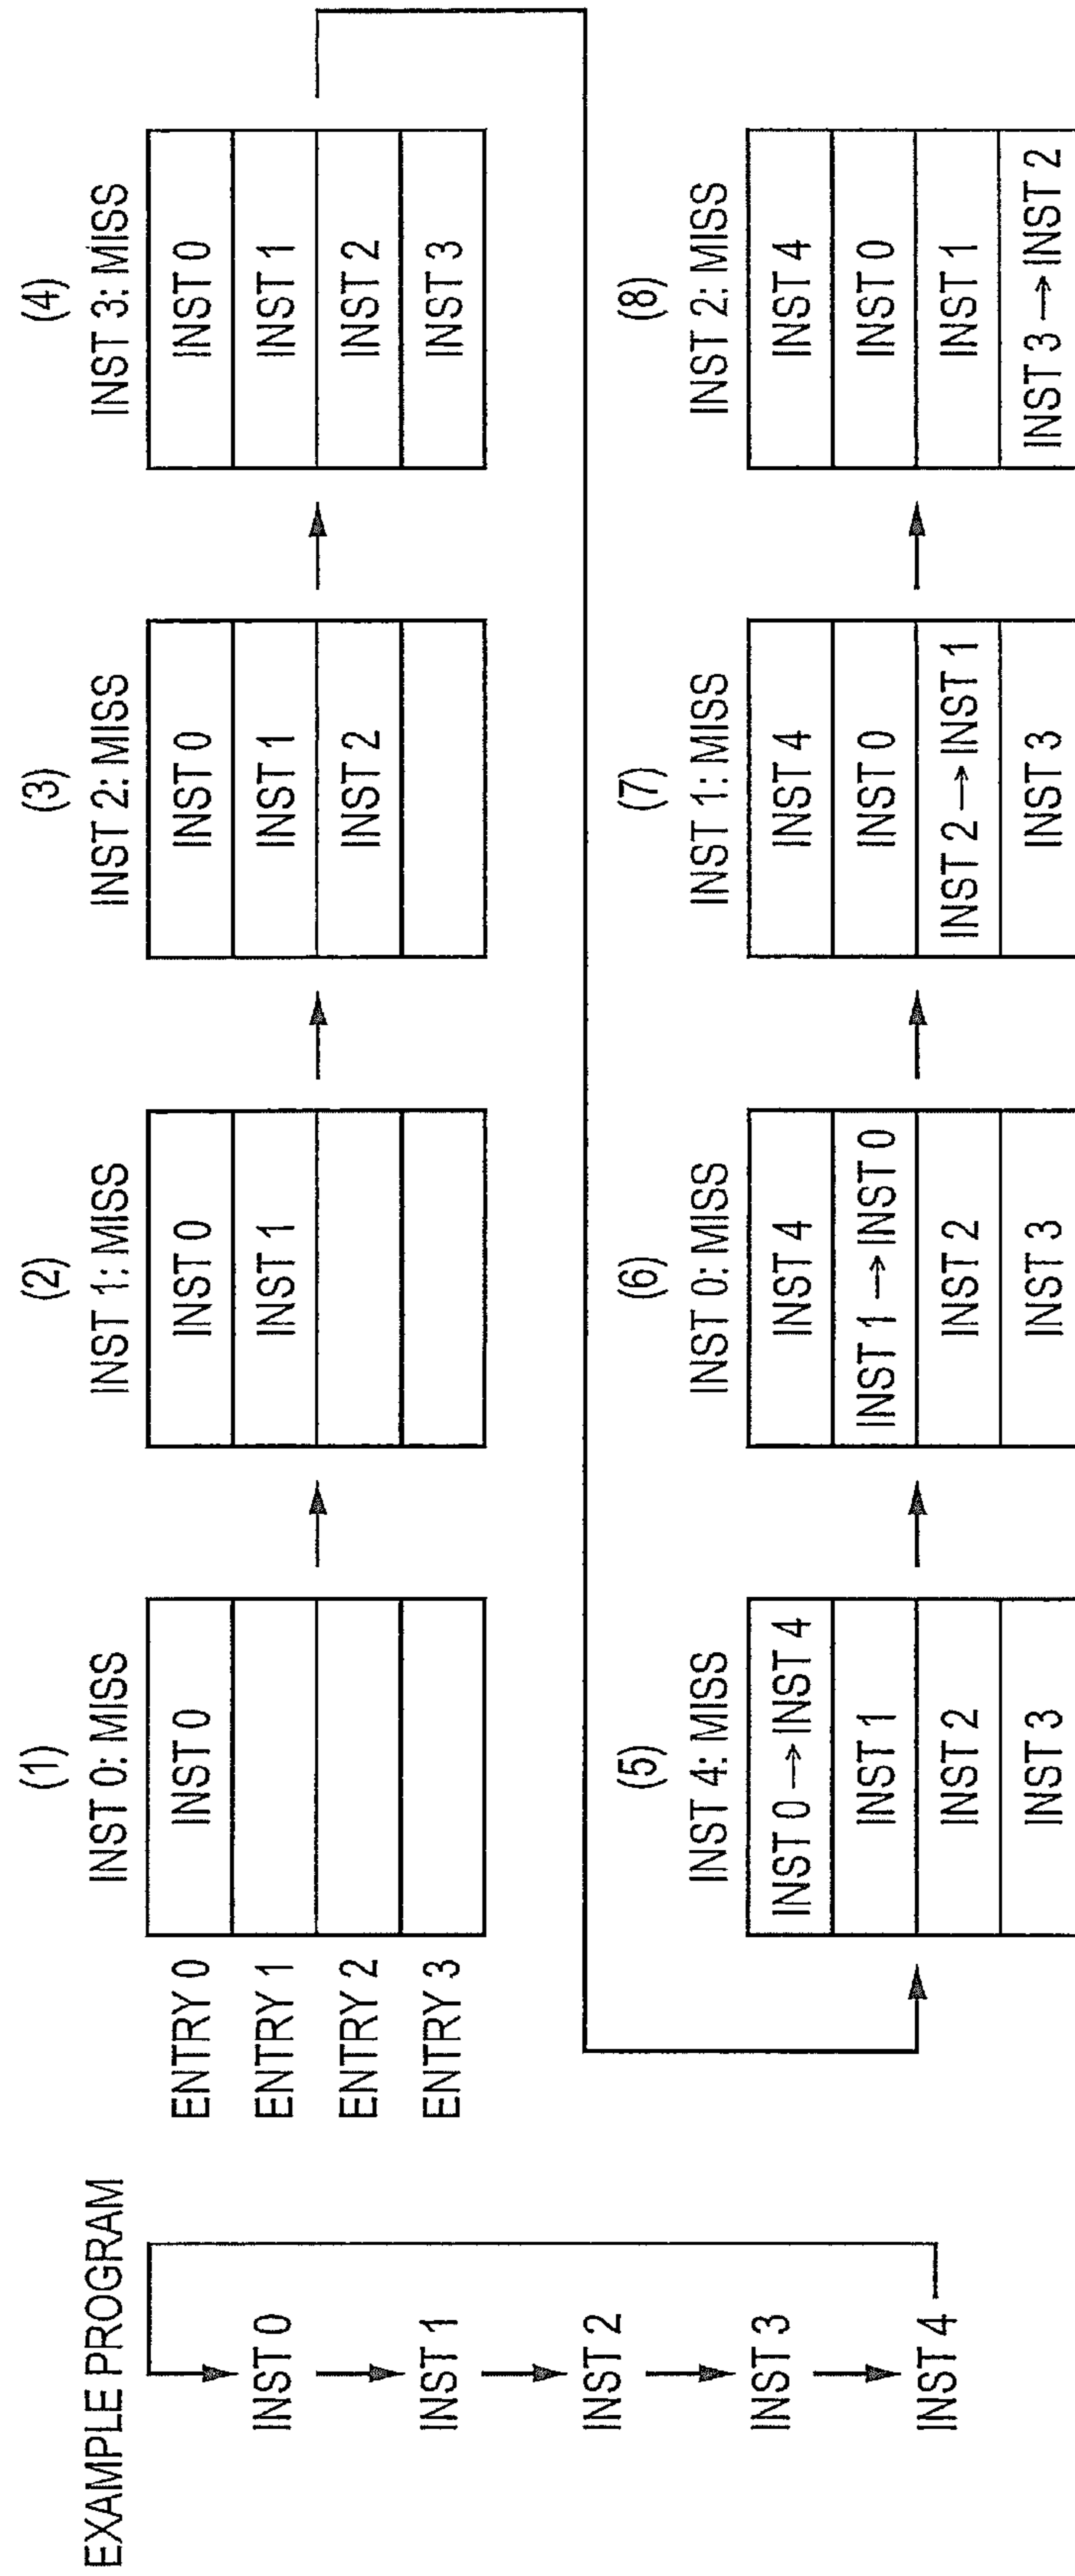 EXAMPLE PROGRAM
INST 0
INST 1
INST 2
INST 3
INST 4
ENTRY 0
ENTRY 1
ENTRY 2
ENTRY 3
(1)
INST 0: MISS
INST 0
(2)
INST 1: MISS
INST 0
INST 1
(3)
INST 2: MISS
INST 0
INST 1
INST 2
(4)
INST 3: MISS
INST 0
INST 1
INST 2
INST 3
(5)
INST 4: MISS
INST 0 → INST 4
INST 1
INST 2
INST 3
(6)
INST 0: MISS
INST 4
INST 1 → INST 0
INST 2
INST 3
(7)
INST 1: MISS
INST 4
INST 0
INST 2 → INST 1
INST 3
(8)
INST 2: MISS
INST 4
INST 0
INST 1
INST 3 → INST 2